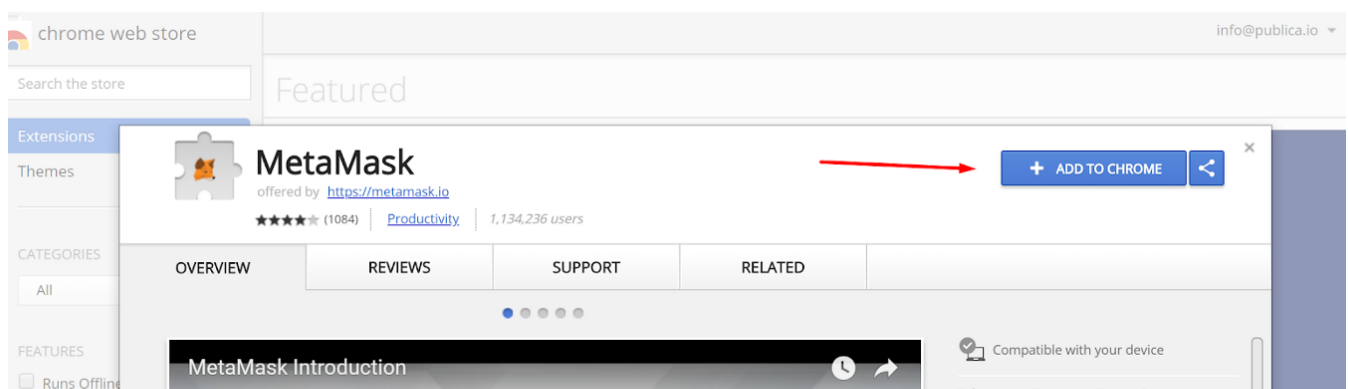 chrome web store
info@publica.io
Search the store
Featured
Extensions
Themes
MetaMask
offered by https://metamask.io
(1084) Productivity 1,134,236 users
+ ADD TO CHROME
×
CATEGORIES
All
OVERVIEW REVIEWS SUPPORT RELATED
FEATURES
Runs Offline
MetaMask Introduction
Compatible with your device